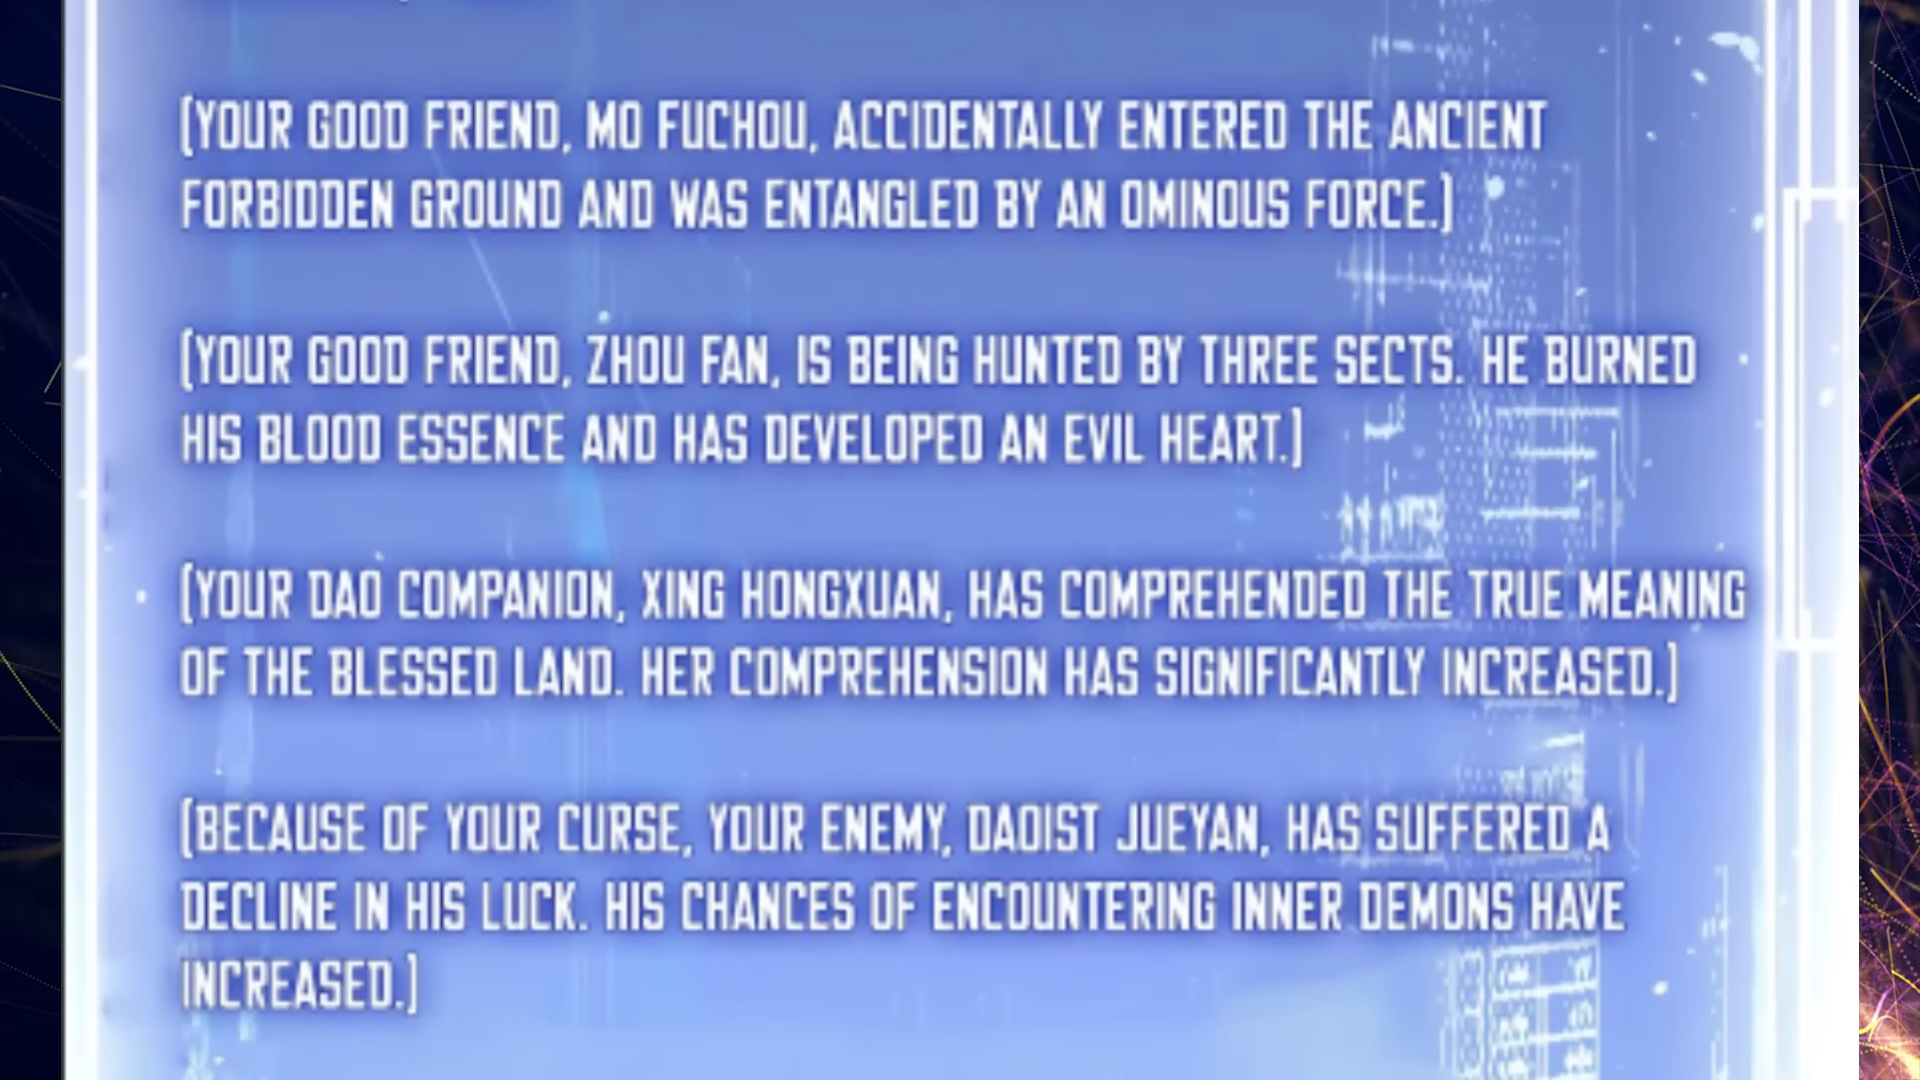 [YOUR GOOD FRIEND, MO FUCHOU, ACCIDENTALLY ENTERED THE ANCIENT
FORBIDDEN GROUND AND WAS ENTANGLED BY AN OMINOUS FORCE.]
[YOUR GOOD FRIEND, ZHOU FAN, IS BEING HUNTED BY THREE SECTS. HE BURNED
HIS BLOOD ESSENCE AND HAS DEVELOPED AN EVIL HEART.]
[YOUR DAO COMPANION, XING HONGXUAN, HAS COMPREHENDED THE TRUE MEANING
OF THE BLESSED LAND. HER COMPREHENSION HAS SIGNIFICANTLY INCREASED.]
[BECAUSE OF YOUR CURSE, YOUR ENEMY, DAOIST JUEYAN, HAS SUFFERED A
DECLINE IN HIS LUCK. HIS CHANCES OF ENCOUNTERING INNER DEMONS HAVE
INCREASED.]